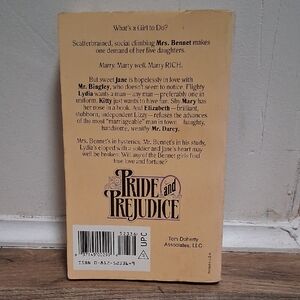 What's a Girl to Do?
Scatterbrained, social climbing Mrs. Bennet makes
one demand of her five daughters.
Marry. Marry well. Marry RICH.
But sweet Jane is hopelessly in love with
Mr. Bingley, who doesn't seem to notice. Flighty
Lydia wants a man—any man—preferably one in
uniform. Kitty just wants to have fun. Shy Mary has
her nose in a book. And Elizabeth—brilliant,
stubborn, independent Lizzy—refuses the advances
of the most "marriageable" man in town—haughty,
handsome, wealthy Mr. Darcy.
Mrs. Bennet's in hysterics, Mr. Bennet's in his study,
Lydia's eloped with a soldier and Jane's heart may
well be broken. Will any of the Bennet girls find
true love and fortune?
PRIDE and
PREJUDICE
UPC
Tom Doherty
Associates, LLC